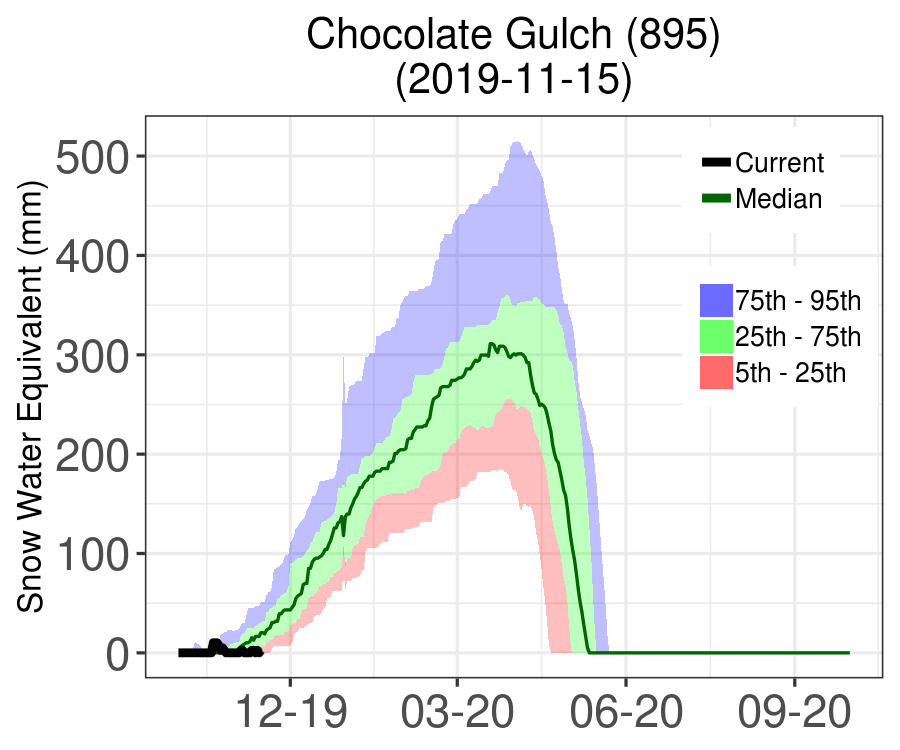 Chocolate Gulch (895)
(2019-11-15)
Snow Water Equivalent (mm)
500
400
300
200
100
0
12-19
03-20
06-20
09-20
Current
Median
75th - 95th
25th - 75th
5th - 25th